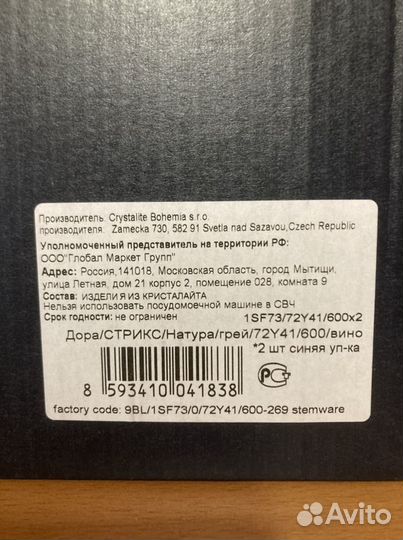 Производитель: Crystalite Bohemia s.r.o.
производителя: Zamecka 730, 582 91 Svetla nad Sazavou,Czech Republic
Уполномоченный представитель на территории РФ:
ООО"Глобал Маркет Групп"
Адрес: Россия,141018, Московская область, город Мытищи,
улица Летная, дом 21 корпус 2, помещение 028, комната 9
Состав: ИЗДЕЛИЯ ИЗ КРИСТАЛАЙТА
Нельзя использовать посудомоечной машине в СВЧ
Срок годности: не ограничен 1SF73/72Y41/600x2
Дора/СТРИКС/Натура/грей/72Y41/600/вино
*2 шт синяя уп-ка
8 593410 041838
РСТ
factory code: 9BL/1SF73/0/72Y41/600-269 stemware
Avito